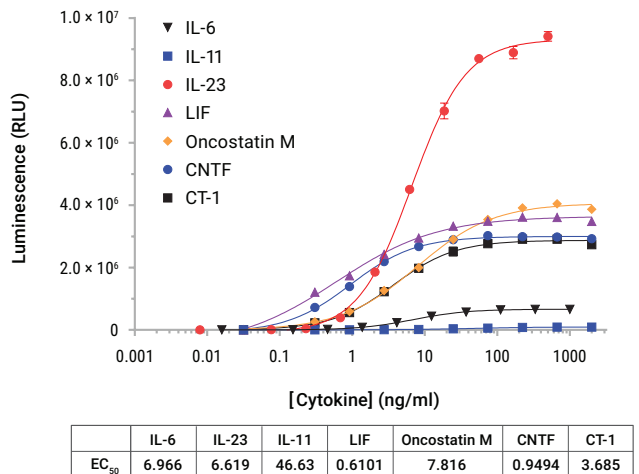 1.0 × 10⁷
8.0 × 10⁶
6.0 × 10⁶
4.0 × 10⁶
2.0 × 10⁶
0
Luminescence (RLU)
IL-6
IL-11
IL-23
LIF
Oncostatin M
CNTF
CT-1
0.001 0.01 0.1 1 10 100 1000
[Cytokine] (ng/ml)
IL-6 IL-23 IL-11 LIF Oncostatin M CNTF CT-1
EC₅₀ 6.966 6.619 46.63 0.6101 7.816 0.9494 3.685